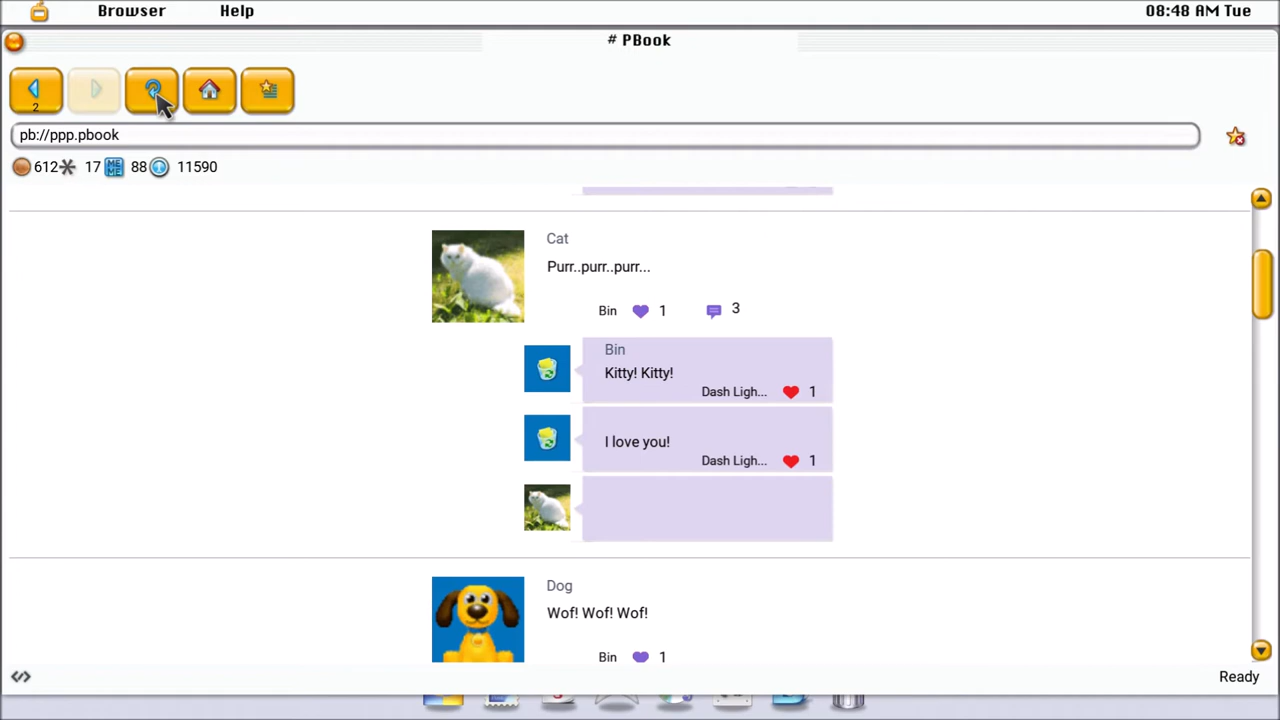 Browser Help 08:48 AM Tue
# PBook
2
pb://ppp.pbook
612 17 ME ME 88 11590
Cat
Purr..purr..purr...
Bin 1 3
Bin
Kitty! Kitty!
Dash Ligh... 1
I love you!
Dash Ligh... 1
Dog
Wof! Wof! Wof!
Bin 1
Ready